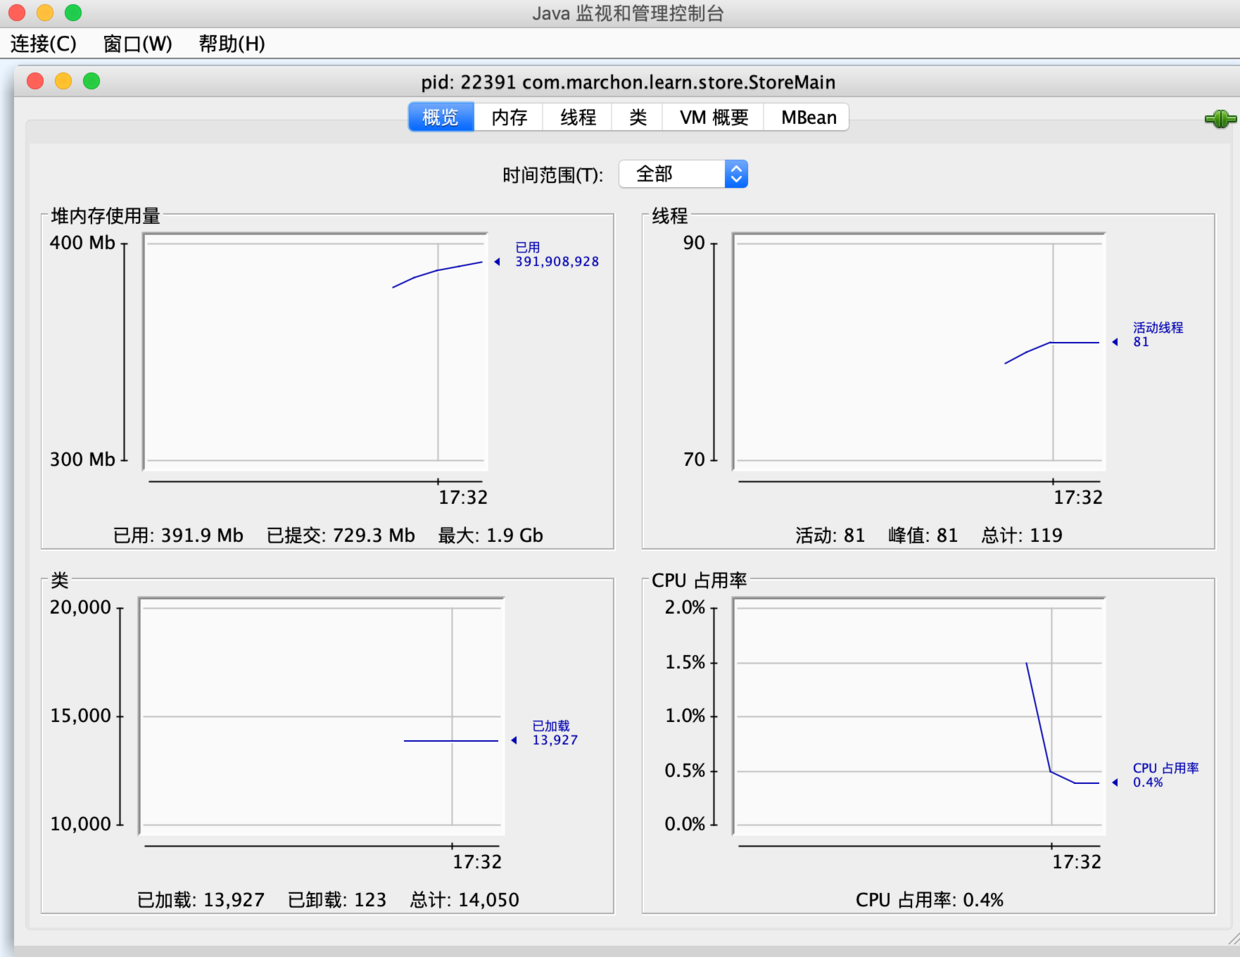 Java 监视和管理控制台
连接(C) 窗口(W) 帮助(H)
pid: 22391 com.marchon.learn.store.StoreMain
概览 内存 线程 类 VM 概要 MBean
时间范围(T): 全部
堆内存使用量
400 Mb
已用
391,908,928
300 Mb
17:32
已用: 391.9 Mb 已提交: 729.3 Mb 最大: 1.9 Gb
线程
90
活动线程
81
70
17:32
活动: 81 峰值: 81 总计: 119
类
20,000
15,000
已加载
13,927
10,000
17:32
已加载: 13,927 已卸载: 123 总计: 14,050
CPU 占用率
2.0%
1.5%
1.0%
0.5%
CPU 占用率
0.4%
0.0%
17:32
CPU 占用率: 0.4%